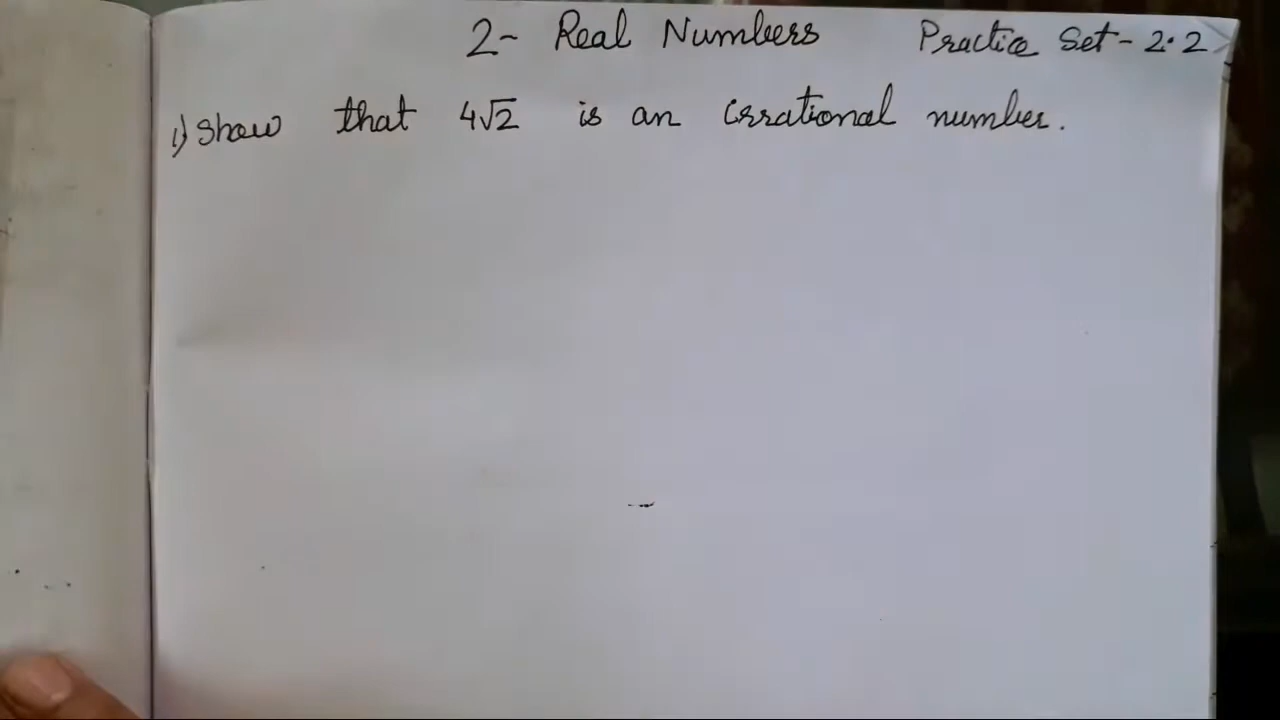 2- Real Numbers Practice Set - 2.2
1) Show that 4√2 is an irrational number.